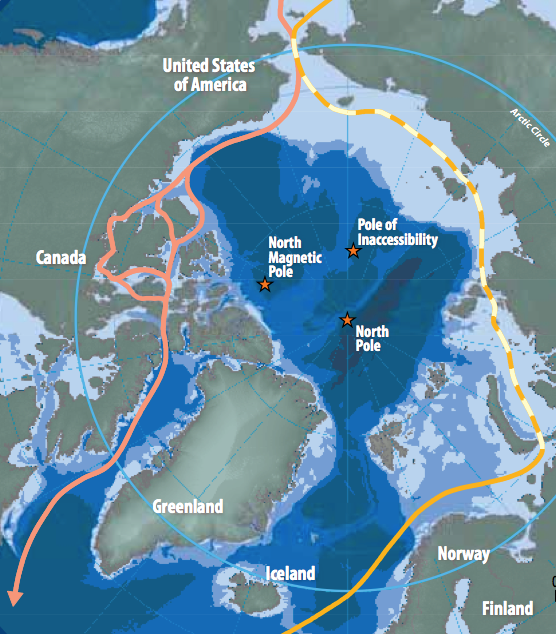 United States
of America
Arctic Circle
Canada
North
Magnetic
Pole
Pole of
Inaccessibility
North
Pole
Greenland
Iceland
Norway
Finland